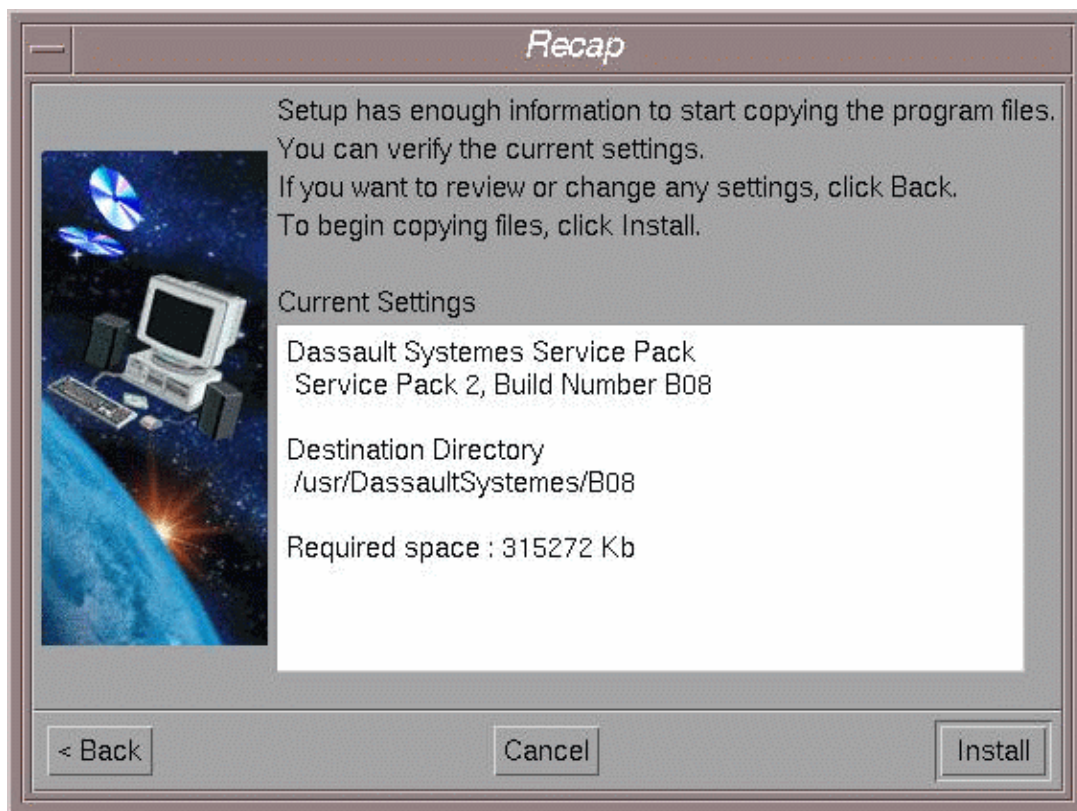 Recap
Setup has enough information to start copying the program files.
You can verify the current settings.
If you want to review or change any settings, click Back.
To begin copying files, click Install.
Current Settings
Dassault Systemes Service Pack
Service Pack 2, Build Number B08
Destination Directory
/usr/DassaultSystemes/B08
Required space : 315272 Kb
< Back
Cancel
Install